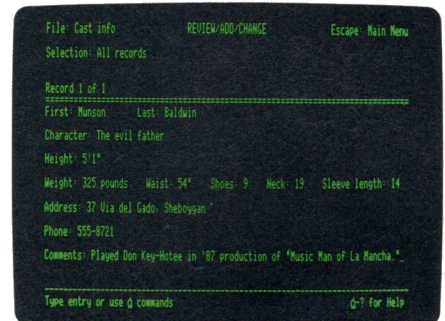 File: Cast info REVIEW/ADD/CHANGE Escape: Main Menu
Selection: All records
Record 1 of 1
First: Munson Last: Baldwin
Character: The evil father
Height: 5'1"
Weight: 325 pounds Waist: 54" Shoes: 9 Neck: 19 Sleeve length: 14
Address: 37 Via del Gado, Sheboygan
Phone: 555-8721
Comments: Played Don Key-Hotee in '87 production of "Music Man of La Mancha."_
Type entry or use commands -? for Help